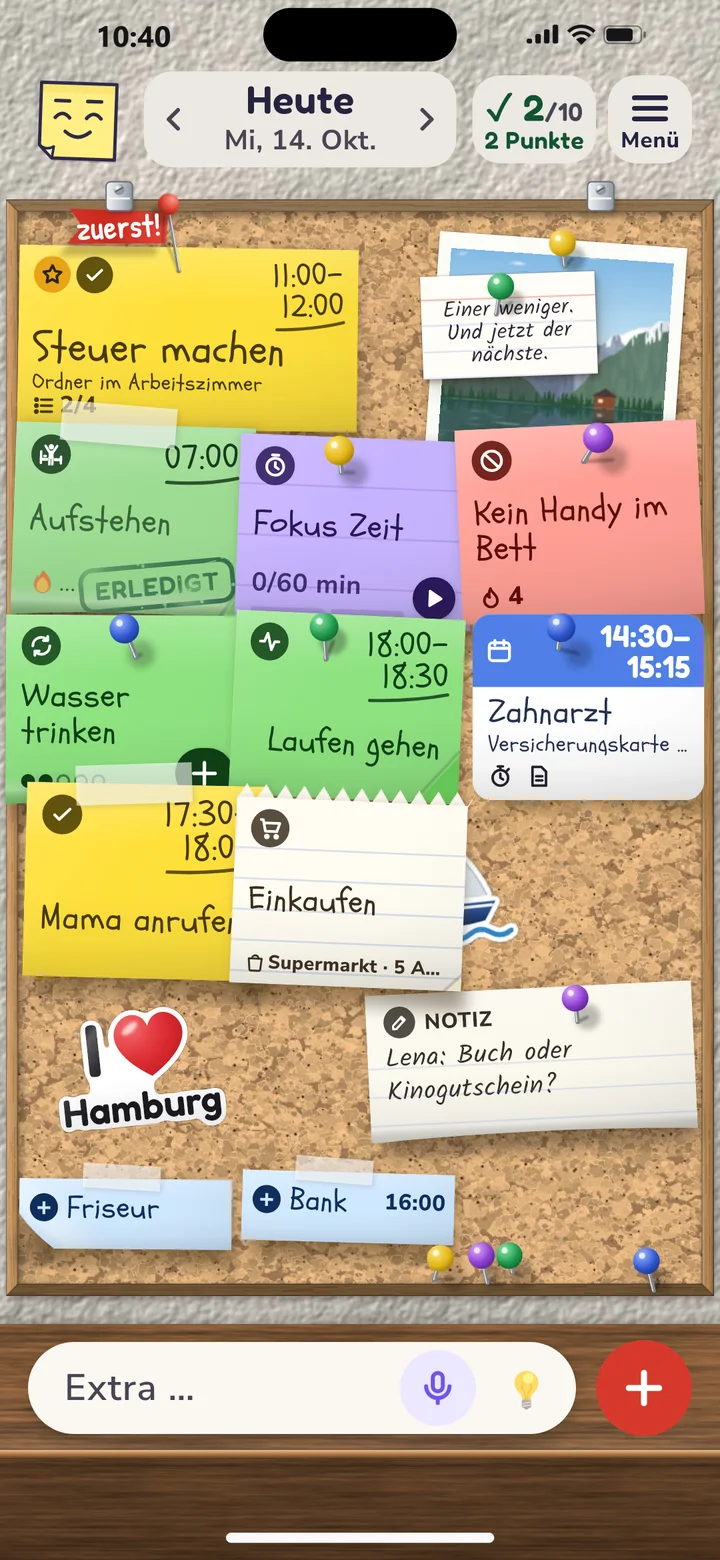 10:40
Heute
Mi, 14. Okt.
✓ 2/10
2 Punkte
Menü
zuerst!
11:00–
12:00
Steuer machen
Ordner im Arbeitszimmer
2/4
Einer weniger.
Und jetzt der
nächste.
07:00
Aufstehen
...
ERLEDIGT
Fokus Zeit
0/60 min
Kein Handy im
Bett
4
Wasser
trinken
18:00–
18:30
Laufen gehen
14:30–
15:15
Zahnarzt
Versicherungskarte ...
17:30-
18:0
Mama anrufen
Einkaufen
Supermarkt · 5 A...
I
Hamburg
NOTIZ
Lena: Buch oder
Kinogutschein?
Friseur
Bank 16:00
Extra ...